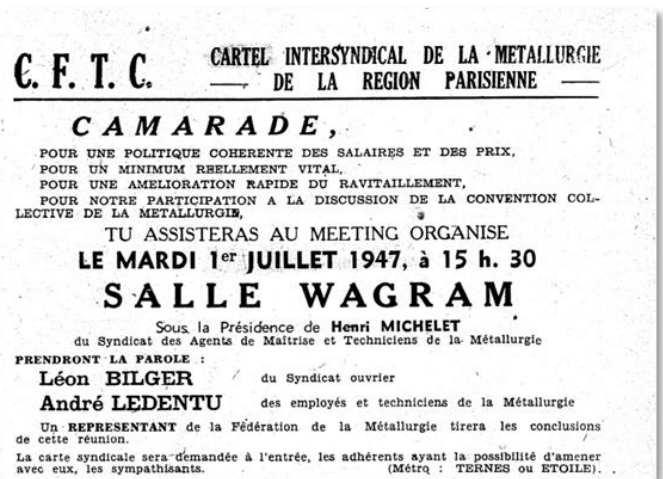 C. F. T. C.
CARTEL INTERSYNDICAL DE LA METALLURGIE
DE LA REGION PARISIENNE
CAMARADE,
POUR UNE POLITIQUE COHERENTE DES SALAIRES ET DES PRIX,
POUR UN MINIMUM REELLEMENT VITAL,
POUR UNE AMELIORATION RAPIDE DU RAVITAILLEMENT,
POUR NOTRE PARTICIPATION A LA DISCUSSION DE LA CONVENTION COL-
LECTIVE DE LA METALLURGIE,
TU ASSISTERAS AU MEETING ORGANISE
LE MARDI 1er JUILLET 1947, à 15 h. 30
SALLE WAGRAM
Sous la Présidence de Henri MICHELET
du Syndicat des Agents de Maîtrise et Techniciens de la Métallurgie
PRENDRONT LA PAROLE :
Léon BILGER du Syndicat ouvrier
André LEDENTU des employés et techniciens de la Métallurgie
Un REPRESENTANT de la Fédération de la Métallurgie tirera les conclusions
de cette réunion.
La carte syndicale sera demandée à l'entrée, les adhérents ayant la possibilité d'amener
avec eux, les sympathisants. (Métro : TERNES ou ETOILE).